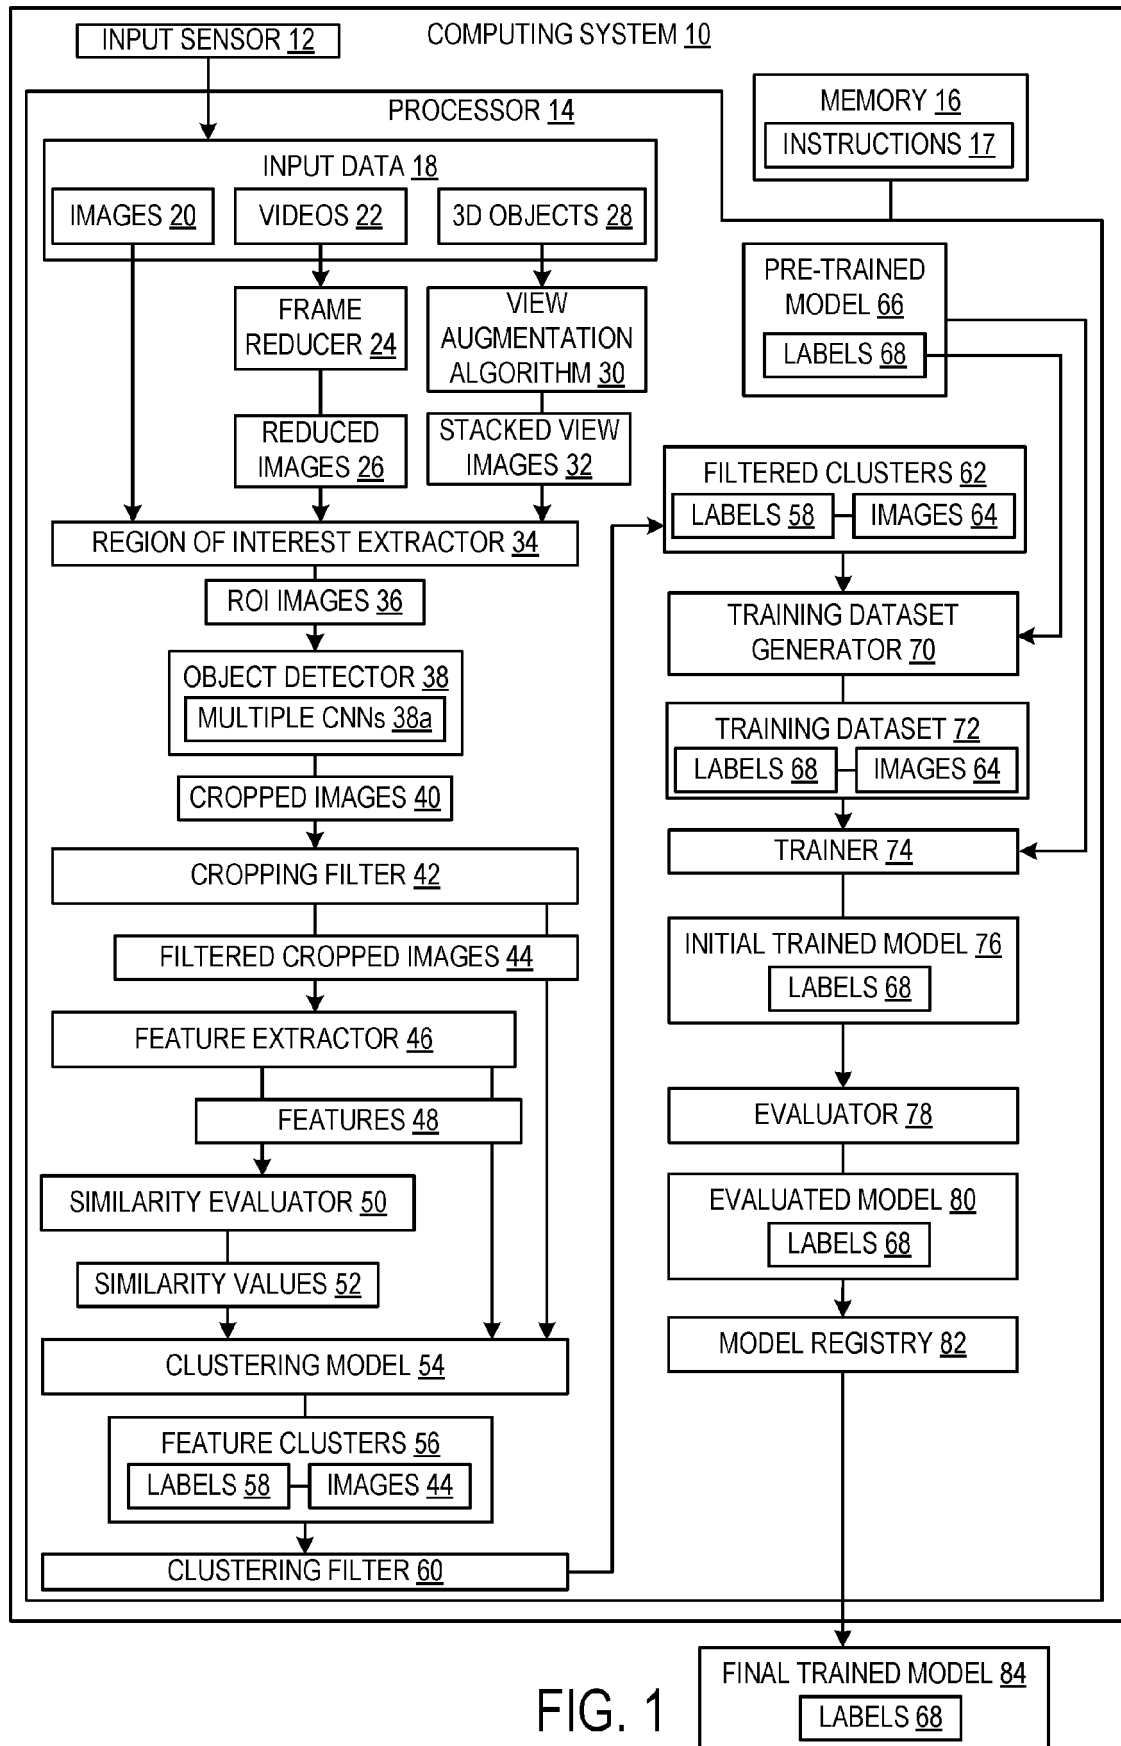 COMPUTING SYSTEM 10
INPUT SENSOR 12
PROCESSOR 14
MEMORY 16
INSTRUCTIONS 17
INPUT DATA 18
IMAGES 20
VIDEOS 22
3D OBJECTS 28
FRAME
REDUCER 24
VIEW
AUGMENTATION
ALGORITHM 30
REDUCED
IMAGES 26
STACKED VIEW
IMAGES 32
REGION OF INTEREST EXTRACTOR 34
ROI IMAGES 36
OBJECT DETECTOR 38
MULTIPLE CNNs 38a
CROPPED IMAGES 40
CROPPING FILTER 42
FILTERED CROPPED IMAGES 44
FEATURE EXTRACTOR 46
FEATURES 48
SIMILARITY EVALUATOR 50
SIMILARITY VALUES 52
CLUSTERING MODEL 54
FEATURE CLUSTERS 56
LABELS 58
IMAGES 44
CLUSTERING FILTER 60
PRE-TRAINED
MODEL 66
LABELS 68
FILTERED CLUSTERS 62
LABELS 58
IMAGES 64
TRAINING DATASET
GENERATOR 70
TRAINING DATASET 72
LABELS 68
IMAGES 64
TRAINER 74
INITIAL TRAINED MODEL 76
LABELS 68
EVALUATOR 78
EVALUATED MODEL 80
LABELS 68
MODEL REGISTRY 82
FINAL TRAINED MODEL 84
LABELS 68
FIG. 1